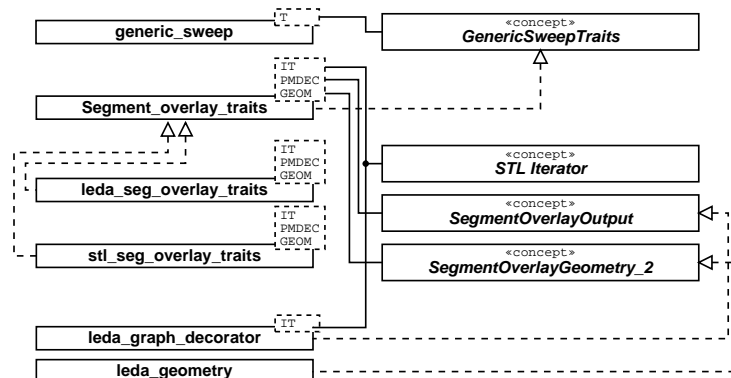 T
generic_sweep
«concept»
GenericSweepTraits
IT
PMDEC
GEOM
Segment_overlay_traits
IT
PMDEC
GEOM
leda_seg_overlay_traits
«concept»
STL Iterator
«concept»
SegmentOverlayOutput
IT
PMDEC
GEOM
stl_seg_overlay_traits
«concept»
SegmentOverlayGeometry_2
IT
leda_graph_decorator
leda_geometry